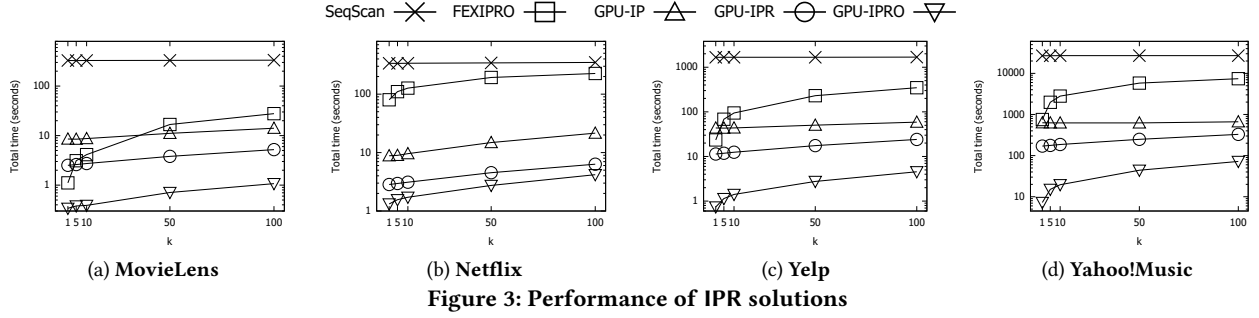 SeqScan FEXIPRO GPU-IP GPU-IPR GPU-IPRO
Total time (seconds)
100
10
1
1 5 10 50 100
k
(a) MovieLens
Total time (seconds)
100
10
1
1 5 10 50 100
k
(b) Netflix
Total time (seconds)
1000
100
10
1
1 5 10 50 100
k
(c) Yelp
Total time (seconds)
10000
1000
100
10
1 5 10 50 100
k
(d) Yahoo!Music
Figure 3: Performance of IPR solutions